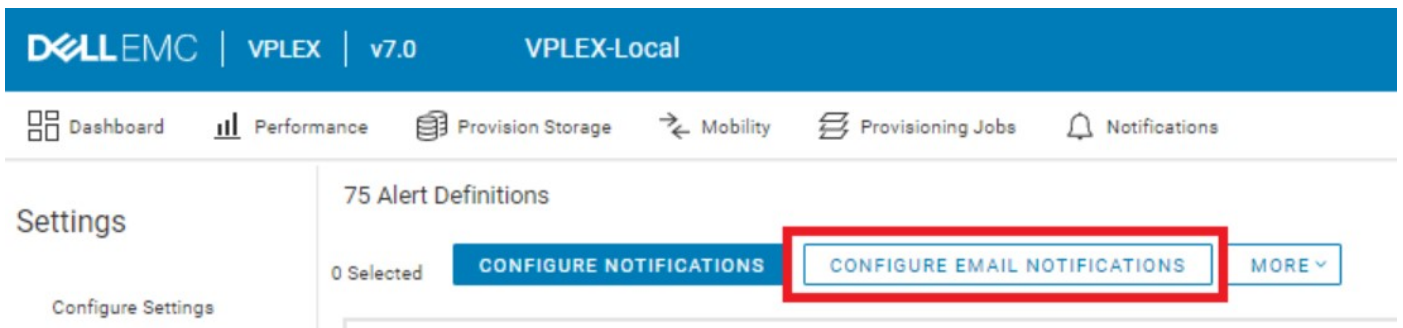 DELLEMC | VPLEX | v7.0 VPLEX-Local
Dashboard Performance Provision Storage Mobility Provisioning Jobs Notifications
75 Alert Definitions
Settings
0 Selected CONFIGURE NOTIFICATIONS CONFIGURE EMAIL NOTIFICATIONS MORE
Configure Settings